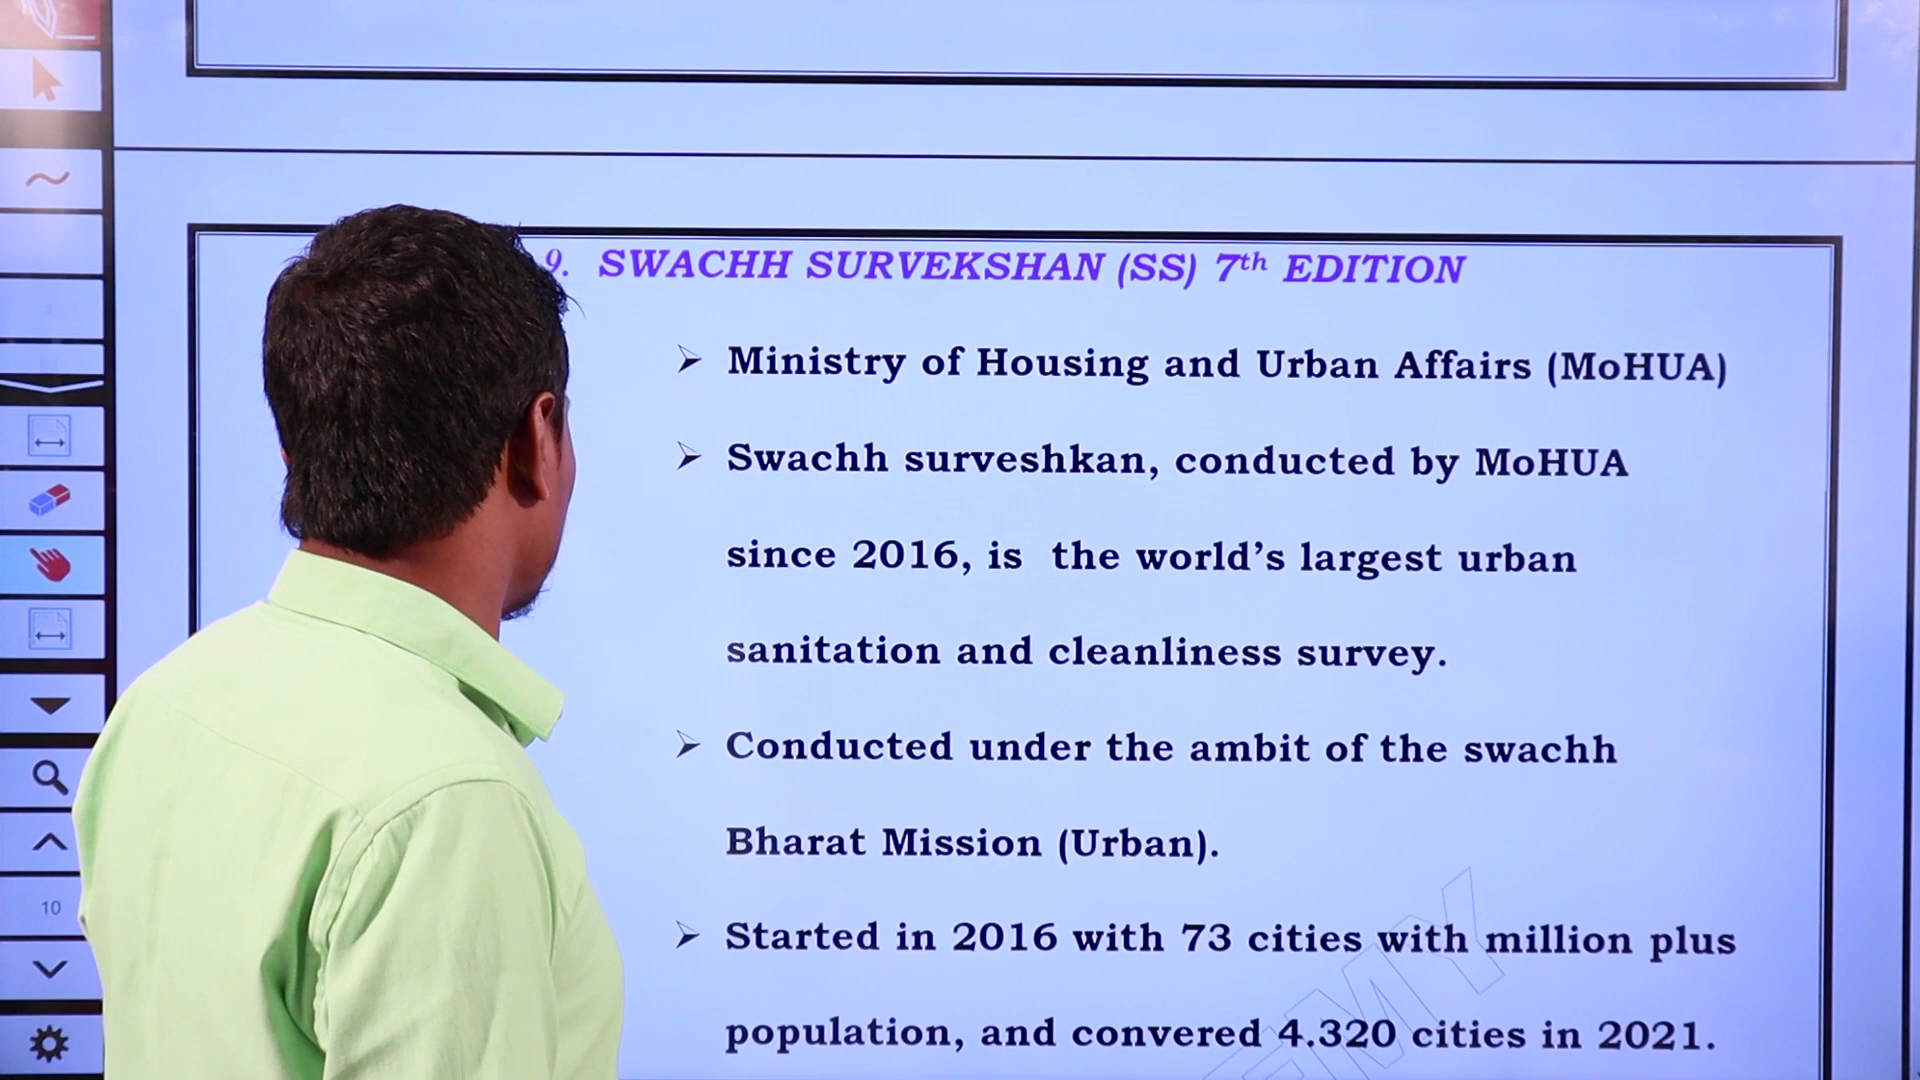 9. SWACHH SURVEKSHAN (SS) 7th EDITION
➢ Ministry of Housing and Urban Affairs (MoHUA)
➢ Swachh surveshkan, conducted by MoHUA
since 2016, is the world's largest urban
sanitation and cleanliness survey.
➢ Conducted under the ambit of the swachh
Bharat Mission (Urban).
➢ Started in 2016 with 73 cities with million plus
population, and convered 4.320 cities in 2021.
10